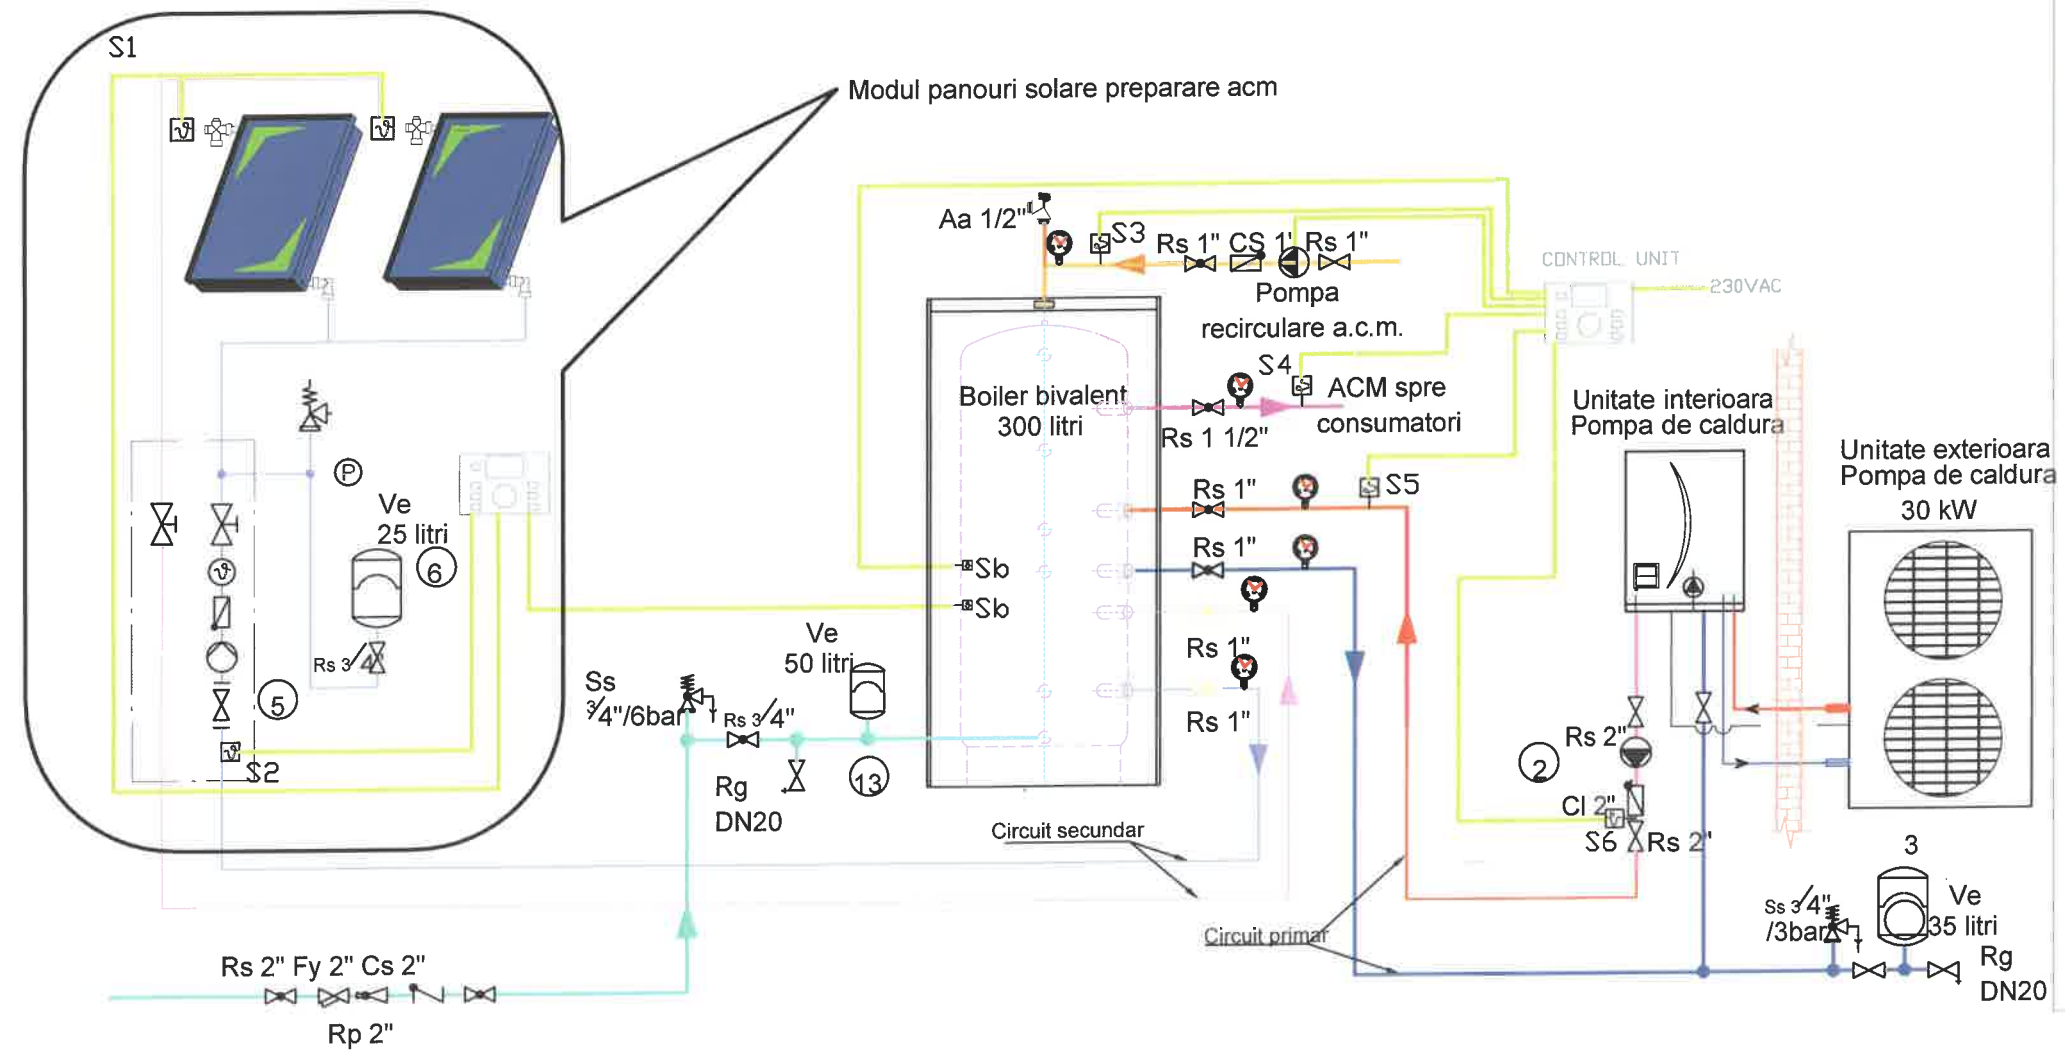 S1
Modul panouri solare preparare acm
Aa 1/2"
S3
Rs 1" CS 1' Rs 1"
Pompa
recirculare a.c.m.
CONTROL UNIT
230VAC
S4
ACM spre
consumatori
Boiler bivalent
300 litri
Rs 1 1/2"
Unitate interioara
Pompa de caldura
Unitate exterioara
Pompa de caldura
30 kW
P
Ve
25 litri
6
Rs 3/4"
Rs 1"
S5
Rs 1"
Sb
Sb
Rs 1"
Rs 1"
5
S2
Ve
50 litri
Ss
3/4"/6bar
Rs 3/4"
Rg
DN20
13
Rs 2"
2
Cl 2"
S6
Rs 2"
Circuit secundar
Circuit primar
3
Ve
35 litri
Ss 3/4"
/3bar
Rg
DN20
Rs 2" Fy 2" Cs 2"
Rp 2"